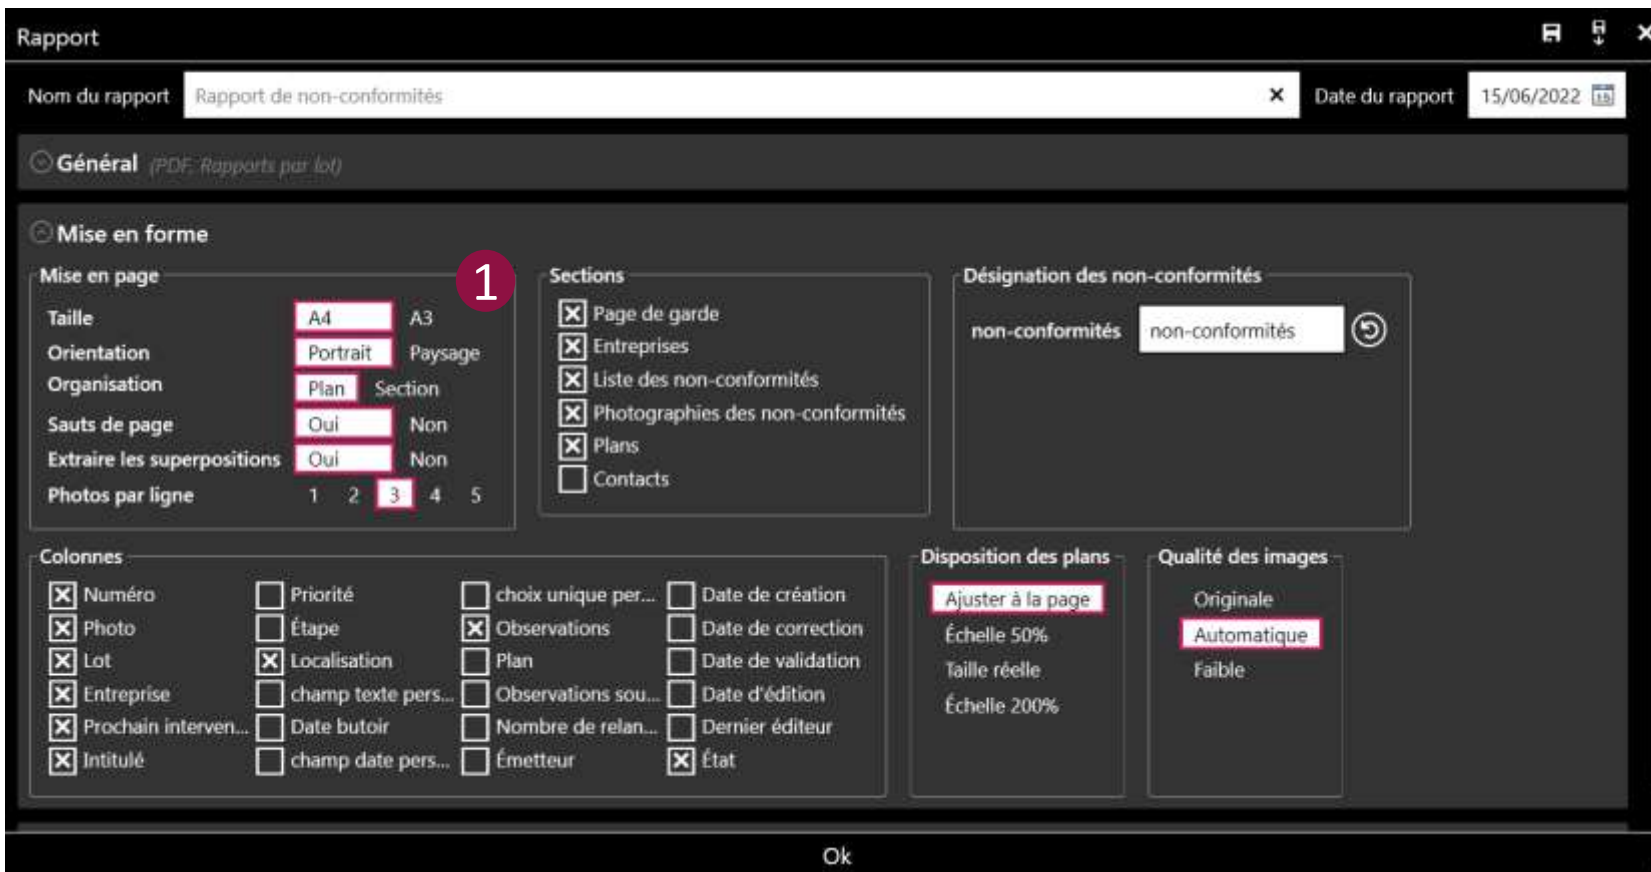 Rapport
Nom du rapport Rapport de non-conformités Date du rapport 15/06/2022 15
Général (PDF, Rapports par lot)
Mise en forme
1
Mise en page
Taille A4 A3
Orientation Portrait Paysage
Organisation Plan Section
Sauts de page Oui Non
Extraire les superpositions Oui Non
Photos par ligne 1 2 3 4 5
Sections
Page de garde
Entreprises
Liste des non-conformités
Photographies des non-conformités
Plans
Contacts
Désignation des non-conformités
non-conformités non-conformités
Colonnes
Numéro Priorité choix unique per... Date de création
Photo Étape Observations Date de correction
Lot Localisation Plan Date de validation
Entreprise champ texte pers... Observations sou... Date d'édition
Prochain interven... Date butoir Nombre de relan... Dernier éditeur
Intitulé champ date pers... Émetteur État
Disposition des plans
Ajuster à la page
Échelle 50%
Taille réelle
Échelle 200%
Qualité des images
Originale
Automatique
Faible
Ok